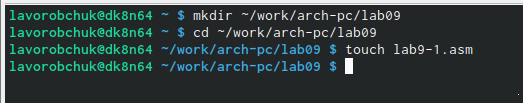 lavorobchuk@dk8n64 ~ $ mkdir ~/work/arch-pc/lab09
lavorobchuk@dk8n64 ~ $ cd ~/work/arch-pc/lab09
lavorobchuk@dk8n64 ~/work/arch-pc/lab09 $ touch lab9-1.asm
lavorobchuk@dk8n64 ~/work/arch-pc/lab09 $